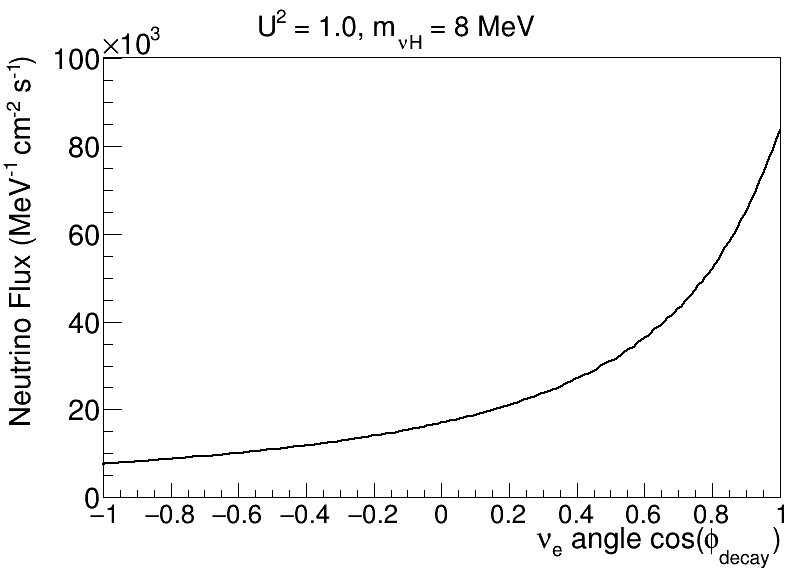 U² = 1.0, m_νH = 8 MeV
×10³
Neutrino Flux (MeV⁻¹ cm⁻² s⁻¹)
100
80
60
40
20
0
−1 −0.8 −0.6 −0.4 −0.2 0 0.2 0.4 0.6 0.8 1
ν_e angle cos(ϕ_decay)